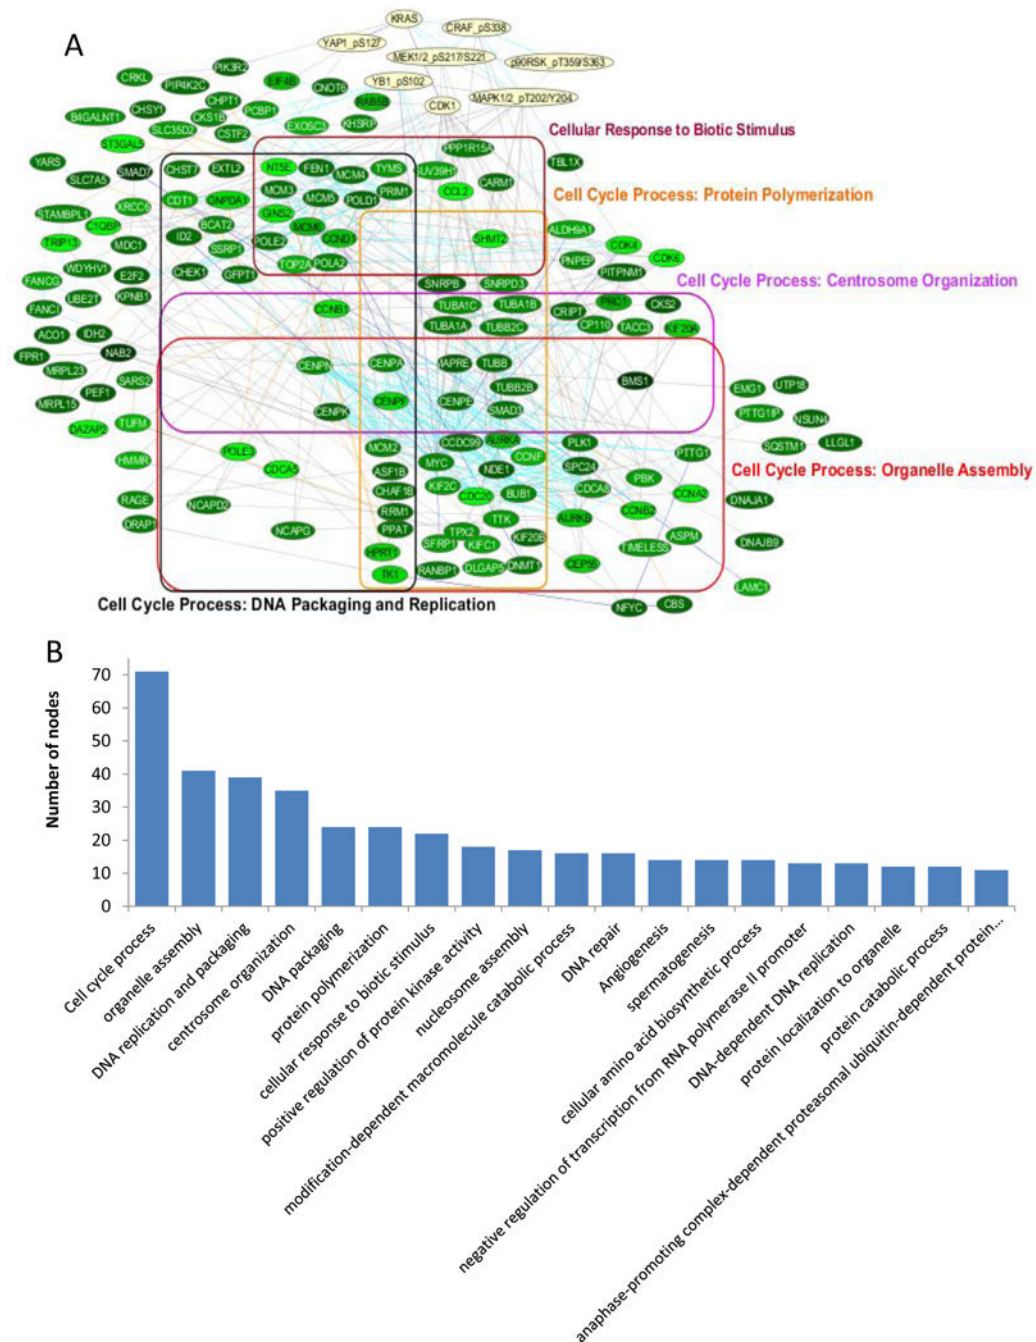 A
KRAS
CRAF_pS338
YAP1_pS127
MEK1/2_pS217/S221
p90RSK_pT359/S363
YB1_pS102
CDK1
MAPK1/2_pT202/Y204
CRKL
PIK3R2
PIP4K2C
EIF4B
CNOT6
RAB5B
CHPT1
B4GALNT1
CHSY1
CKS1B
PCBP1
SLC35D2
CSTF2
EXOSC3
KHSRP
ST3GAL5
Cellular Response to Biotic Stimulus
PPP1R15A
TBL1X
YARS
SMAD7
CHST7
EXTL2
NT5E
FEN1
MCM4
TYMS
SUV39H1
SLC7A5
CARM1
CCL2
MCM3
MCM5
POLD1
PRIM1
Cell Cycle Process: Protein Polymerization
STAMBPL1
XRCC6
CDT1
GNPDA1
C1QBP
GINS2
MCM6
CCND1
BCAT2
TRIP13
MDC1
ID2
SSRP1
POLE2
SHMT2
ALDH9A1
CDK4
CDK6
PNPEP
PITPNM1
FANCG
WDYHV1
E2F2
CHEK1
GFPT1
TOP2A
POLA2
Cell Cycle Process: Centrosome Organization
SNRPB
SNRPD3
FANCI
UBE2T
KPNB1
CCNB1
TUBA1C
TUBA1B
CRIPT
PRC1
CKS2
ACO1
IDH2
TUBA1A
TUBB2C
CP110
TACC3
KIF20A
FPR1
NAB2
MRPL23
CENPN
CENPA
MAPRE
TUBB
MRPL15
PEF1
SARS2
TUBB2B
BMS1
EMG1
UTP18
CENPF
CENPE
SMAD3
CENPK
PTTG1IP
NSUN4
DAZAP2
TUFM
MCM2
CCDC99
AURKA
PLK1
PTTG1
SQSTM1
LLGL1
HMMR
POLE3
CDCA5
ASF1B
MYC
NDE1
CCNF
SPC24
Cell Cycle Process: Organelle Assembly
CHAF1B
KIF2C
CDC20
BUB1
CDCA8
PBK
CCNA2
RAGE
NCAPD2
RRM1
TTK
AURKB
CCNB2
DNAJA1
DRAP1
NCAPG
PPAT
TPX2
KIF20B
TIMELESS
ASPM
DNAJB9
HPRT1
SFRP1
KIFC1
TK1
RANBP1
DLGAP5
DNMT1
CEP55
LAMC1
NFYC
CBS
Cell Cycle Process: DNA Packaging and Replication
B
Number of nodes
70
60
50
40
30
20
10
0
Cell cycle process
organelle assembly
DNA replication and packaging
centrosome organization
DNA packaging
protein polymerization
cellular response to biotic stimulus
positive regulation of protein kinase activity
nucleosome assembly
modification-dependent macromolecule catabolic process
DNA repair
Angiogenesis
spermatogenesis
cellular amino acid biosynthetic process
negative regulation of transcription from RNA polymerase II promoter
DNA-dependent DNA replication
protein localization to organelle
protein catabolic process
anaphase-promoting complex-dependent proteasomal ubiquitin-dependent protein...